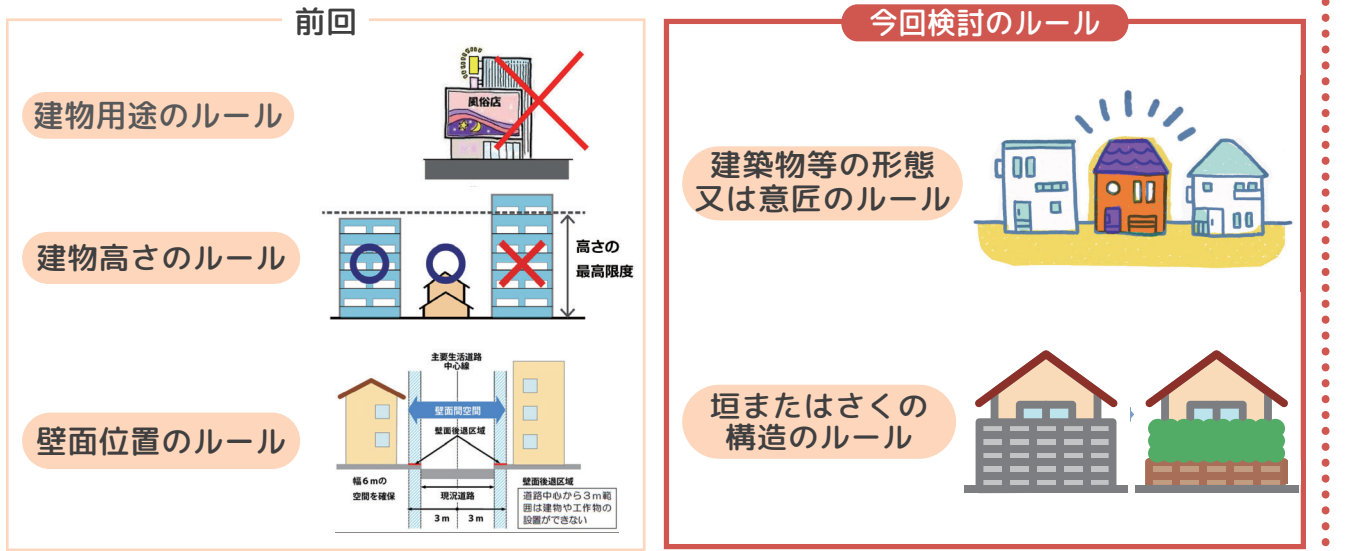 前回
建物用途のルール
風俗店
建物高さのルール
高さの
最高限度
壁面位置のルール
主要生活道路
中心線
壁面間空間
壁面後退区域
幅6mの
空間を確保
現況道路
3m 3m
壁面後退区域
道路中心から3m範
囲は建物や工作物の
設置ができない
今回検討のルール
建築物等の形態
又は意匠のルール
垣またはさくの
構造のルール